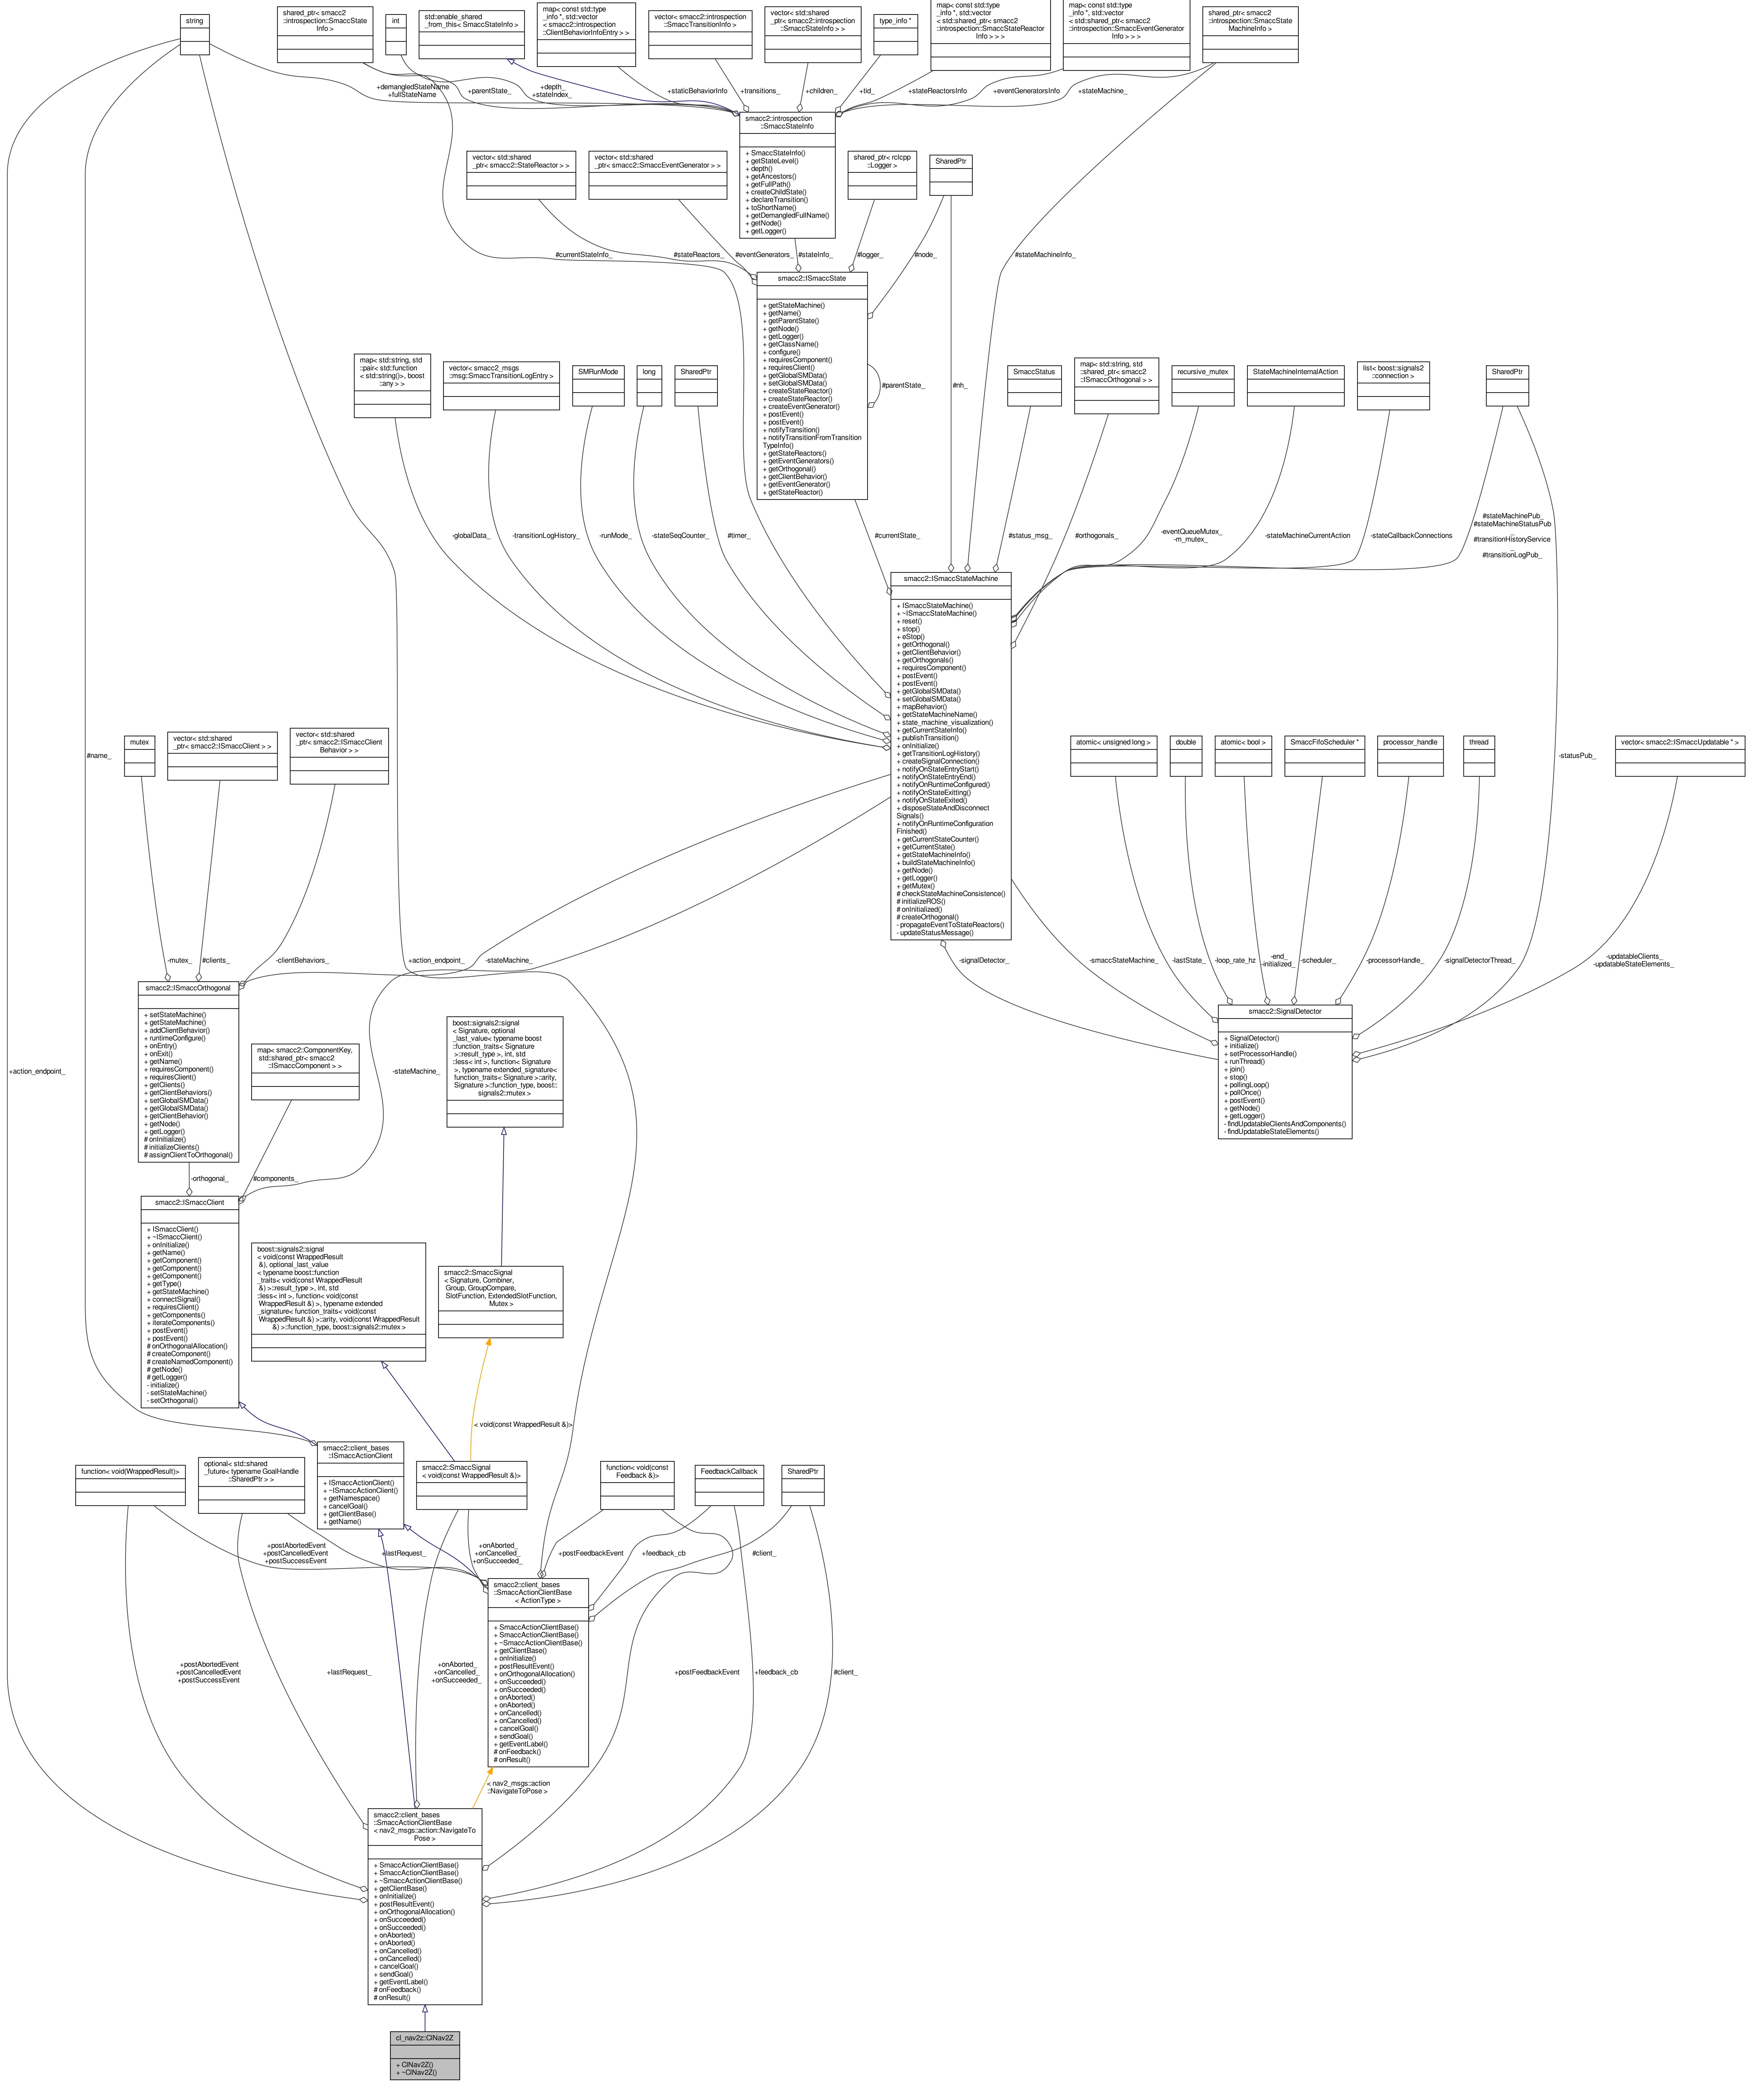 string
shared_ptr< smacc2
::introspection::SmaccState
Info >
int
std::enable_shared
_from_this< SmaccStateInfo >
map< const std::type
_info *, std::vector
< smacc2::introspection
::ClientBehaviorInfoEntry > >
vector< smacc2::introspection
::SmaccTransitionInfo >
vector< std::shared
_ptr< smacc2::introspection
::SmaccStateInfo > >
type_info *
map< const std::type
_info *, std::vector
< std::shared_ptr< smacc2
::introspection::SmaccStateReactor
Info > > >
map< const std::type
_info *, std::vector
< std::shared_ptr< smacc2
::introspection::SmaccEventGenerator
Info > > >
shared_ptr< smacc2
::introspection::SmaccState
MachineInfo >
+demangledStateName
+fullStateName
+parentState_
+depth_
+stateIndex_
+staticBehaviorInfo
+transitions_
+children_
+tid_
+stateReactorsInfo
+eventGeneratorsInfo
+stateMachine_
smacc2::introspection
::SmaccStateInfo
+ SmaccStateInfo()
+ getStateLevel()
+ depth()
+ getAncestors()
+ getFullPath()
+ createChildState()
+ declareTransition()
+ toShortName()
+ getDemangledFullName()
+ getNode()
+ getLogger()
vector< std::shared
_ptr< smacc2::StateReactor > >
vector< std::shared
_ptr< smacc2::SmaccEventGenerator > >
shared_ptr< rclcpp
::Logger >
SharedPtr
#currentStateInfo_
#stateReactors_
#eventGenerators_
#stateInfo_
#logger_
#node_
#stateMachineInfo_
smacc2::ISmaccState
+ getStateMachine()
+ getName()
+ getParentState()
+ getNode()
+ getLogger()
+ getClassName()
+ configure()
+ requiresComponent()
+ requiresClient()
+ getGlobalSMData()
+ setGlobalSMData()
+ createStateReactor()
+ createStateReactor()
+ createEventGenerator()
+ postEvent()
+ postEvent()
+ notifyTransition()
+ notifyTransitionFromTransition
TypeInfo()
+ getStateReactors()
+ getEventGenerators()
+ getOrthogonal()
+ getClientBehavior()
+ getEventGenerator()
+ getStateReactor()
#parentState_
#nh_
map< std::string, std
::pair< std::function
< std::string()>, boost
::any > >
vector< smacc2_msgs
::msg::SmaccTransitionLogEntry >
SMRunMode
long
SharedPtr
SmaccStatus
map< std::string, std
::shared_ptr< smacc2
::ISmaccOrthogonal > >
recursive_mutex
StateMachineInternalAction
list< boost::signals2
::connection >
SharedPtr
-globalData_
-transitionLogHistory_
-runMode_
-stateSeqCounter_
#timer_
#currentState_
#status_msg_
#orthogonals_
-eventQueueMutex_
-m_mutex_
-stateMachineCurrentAction
-stateCallbackConnections
#stateMachinePub_
#stateMachineStatusPub
_
#transitionHistoryService
_
#transitionLogPub_
smacc2::ISmaccStateMachine
+ ISmaccStateMachine()
+ ~ISmaccStateMachine()
+ reset()
+ stop()
+ eStop()
+ getOrthogonal()
+ getClientBehavior()
+ getOrthogonals()
+ requiresComponent()
+ postEvent()
+ postEvent()
+ getGlobalSMData()
+ setGlobalSMData()
+ mapBehavior()
+ getStateMachineName()
+ state_machine_visualization()
+ getCurrentStateInfo()
+ publishTransition()
+ onInitialize()
+ getTransitionLogHistory()
+ createSignalConnection()
+ notifyOnStateEntryStart()
+ notifyOnStateEntryEnd()
+ notifyOnRuntimeConfigured()
+ notifyOnStateExitting()
+ notifyOnStateExited()
+ disposeStateAndDisconnect
Signals()
+ notifyOnRuntimeConfiguration
Finished()
+ getCurrentStateCounter()
+ getCurrentState()
+ getStateMachineInfo()
+ buildStateMachineInfo()
+ getNode()
+ getLogger()
+ getMutex()
# checkStateMachineConsistence()
# initializeROS()
# onInitialized()
# createOrthogonal()
- propagateEventToStateReactors()
- updateStatusMessage()
#name_
mutex
vector< std::shared
_ptr< smacc2::ISmaccClient > >
vector< std::shared
_ptr< smacc2::ISmaccClient
Behavior > >
atomic< unsigned long >
double
atomic< bool >
SmaccFifoScheduler *
processor_handle
thread
-statusPub_
vector< smacc2::ISmaccUpdatable * >
-mutex_
#clients_
-clientBehaviors_
+action_endpoint_
-stateMachine_
-signalDetector_
-smaccStateMachine_
-lastState_
-loop_rate_hz
-end_
-initialized_
-scheduler_
-processorHandle_
-signalDetectorThread_
-updatableClients_
-updatableStateElements_
smacc2::ISmaccOrthogonal
+ setStateMachine()
+ getStateMachine()
+ addClientBehavior()
+ runtimeConfigure()
+ onEntry()
+ onExit()
+ getName()
+ requiresComponent()
+ requiresClient()
+ getClients()
+ getClientBehaviors()
+ setGlobalSMData()
+ getGlobalSMData()
+ getClientBehavior()
+ getNode()
+ getLogger()
# onInitialize()
# initializeClients()
# assignClientToOrthogonal()
smacc2::SignalDetector
+ SignalDetector()
+ initialize()
+ setProcessorHandle()
+ runThread()
+ join()
+ stop()
+ pollingLoop()
+ pollOnce()
+ postEvent()
+ getNode()
+ getLogger()
- findUpdatableClientsAndComponents()
- findUpdatableStateElements()
+action_endpoint_
map< smacc2::ComponentKey,
std::shared_ptr< smacc2
::ISmaccComponent > >
-stateMachine_
boost::signals2::signal
< Signature, optional
_last_value< typename boost
::function_traits< Signature
>::result_type >, int, std
::less< int >, function< Signature
>, typename extended_signature<
function_traits< Signature >::arity,
Signature >::function_type, boost::
signals2::mutex >
-orthogonal_
#components_
smacc2::ISmaccClient
+ ISmaccClient()
+ ~ISmaccClient()
+ onInitialize()
+ getName()
+ getComponent()
+ getComponent()
+ getComponent()
+ getType()
+ getStateMachine()
+ connectSignal()
+ requiresClient()
+ getComponents()
+ iterateComponents()
+ postEvent()
+ postEvent()
# onOrthogonalAllocation()
# createComponent()
# createNamedComponent()
# getNode()
# getLogger()
- initialize()
- setStateMachine()
- setOrthogonal()
boost::signals2::signal
< void(const WrappedResult
&), optional_last_value
< typename boost::function
_traits< void(const WrappedResult
&) >::result_type >, int, std
::less< int >, function< void(const
WrappedResult &) >, typename extended
_signature< function_traits< void(const
WrappedResult &) >::arity, void(const WrappedResult
&) >::function_type, boost::signals2::mutex >
smacc2::SmaccSignal
< Signature, Combiner,
Group, GroupCompare,
SlotFunction, ExtendedSlotFunction,
Mutex >
< void(const WrappedResult &)>
function< void(WrappedResult)>
optional< std::shared
_future< typename GoalHandle
::SharedPtr > >
smacc2::client_bases
::ISmaccActionClient
+ ISmaccActionClient()
+ ~ISmaccActionClient()
+ getNamespace()
+ cancelGoal()
+ getClientBase()
+ getName()
smacc2::SmaccSignal
< void(const WrappedResult &)>
function< void(const
Feedback &)>
FeedbackCallback
SharedPtr
+postAbortedEvent
+postCancelledEvent
+postSuccessEvent
+lastRequest_
+onAborted_
+onCancelled_
+onSucceeded_
+postFeedbackEvent
+feedback_cb
#client_
smacc2::client_bases
::SmaccActionClientBase
< ActionType >
+ SmaccActionClientBase()
+ SmaccActionClientBase()
+ ~SmaccActionClientBase()
+ getClientBase()
+ onInitialize()
+ postResultEvent()
+ onOrthogonalAllocation()
+ onSucceeded()
+ onSucceeded()
+ onAborted()
+ onAborted()
+ onCancelled()
+ onCancelled()
+ cancelGoal()
+ sendGoal()
+ getEventLabel()
# onFeedback()
# onResult()
+postAbortedEvent
+postCancelledEvent
+postSuccessEvent
+lastRequest_
+onAborted_
+onCancelled_
+onSucceeded_
+postFeedbackEvent
+feedback_cb
#client_
< nav2_msgs::action
::NavigateToPose >
smacc2::client_bases
::SmaccActionClientBase
< nav2_msgs::action::NavigateTo
Pose >
+ SmaccActionClientBase()
+ SmaccActionClientBase()
+ ~SmaccActionClientBase()
+ getClientBase()
+ onInitialize()
+ postResultEvent()
+ onOrthogonalAllocation()
+ onSucceeded()
+ onSucceeded()
+ onAborted()
+ onAborted()
+ onCancelled()
+ onCancelled()
+ cancelGoal()
+ sendGoal()
+ getEventLabel()
# onFeedback()
# onResult()
cl_nav2z::ClNav2Z
+ ClNav2Z()
+ ~ClNav2Z()